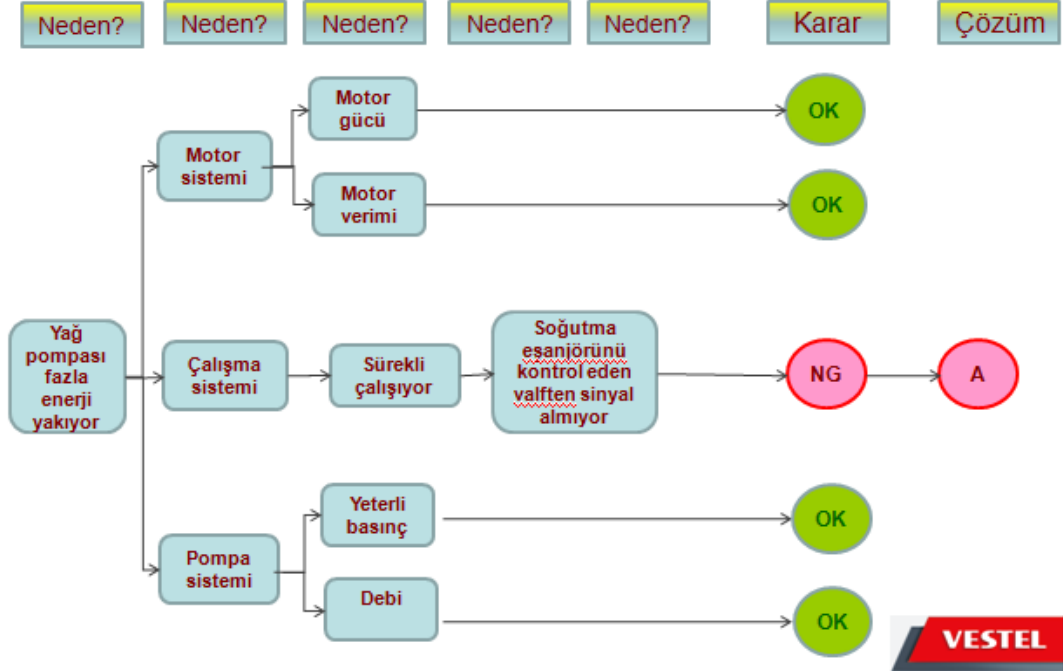 Neden?
Neden?
Neden?
Neden?
Neden?
Karar
Çözüm
Motor
gücü
OK
Motor
sistemi
Motor
verimi
OK
Yağ
pompası
fazla
enerji
yakıyor
Çalışma
sistemi
Sürekli
çalışıyor
Soğutma
eşanjörünü
kontrol eden
valften sinyal
almıyor
NG
A
Yeterli
basınç
OK
Pompa
sistemi
Debi
OK
VESTEL